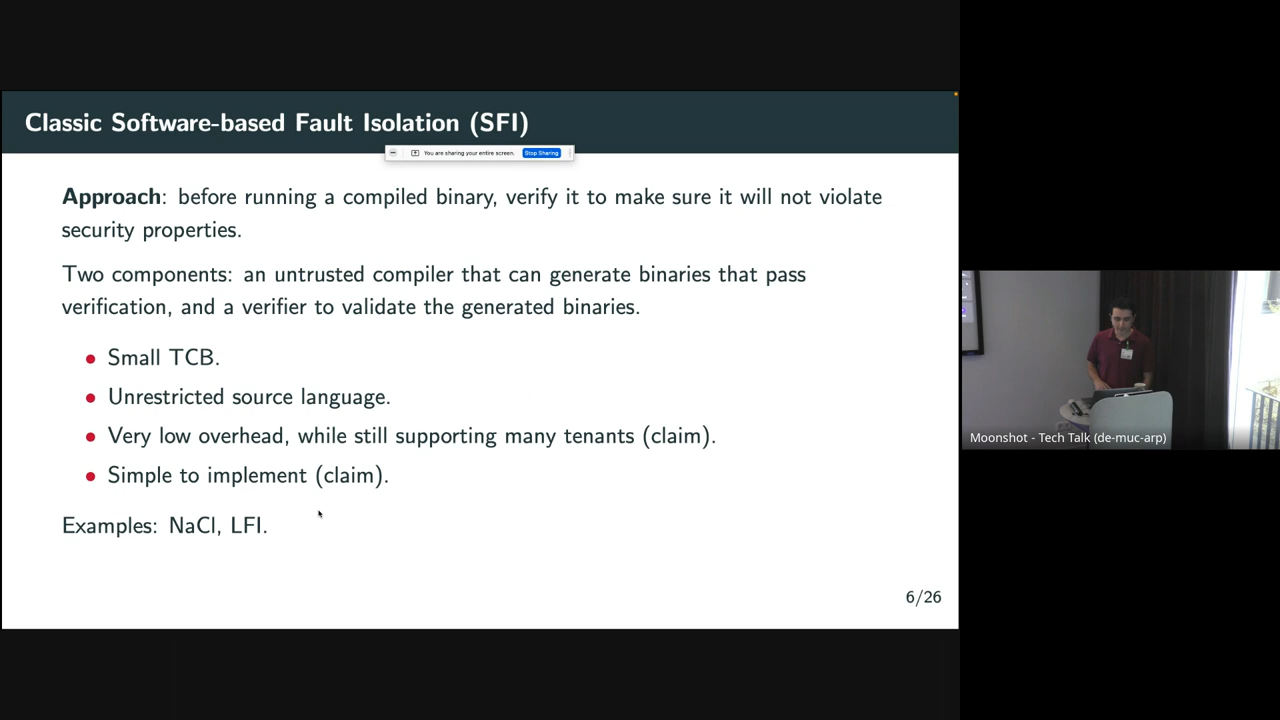 Classic Software-based Fault Isolation (SFI)
You are sharing your entire screen.
Stop Sharing
Approach: before running a compiled binary, verify it to make sure it will not violate
security properties.
Two components: an untrusted compiler that can generate binaries that pass
verification, and a verifier to validate the generated binaries.
• Small TCB.
• Unrestricted source language.
• Very low overhead, while still supporting many tenants (claim).
• Simple to implement (claim).
Examples: NaCl, LFI.
6/26
Moonshot - Tech Talk (de-muc-arp)